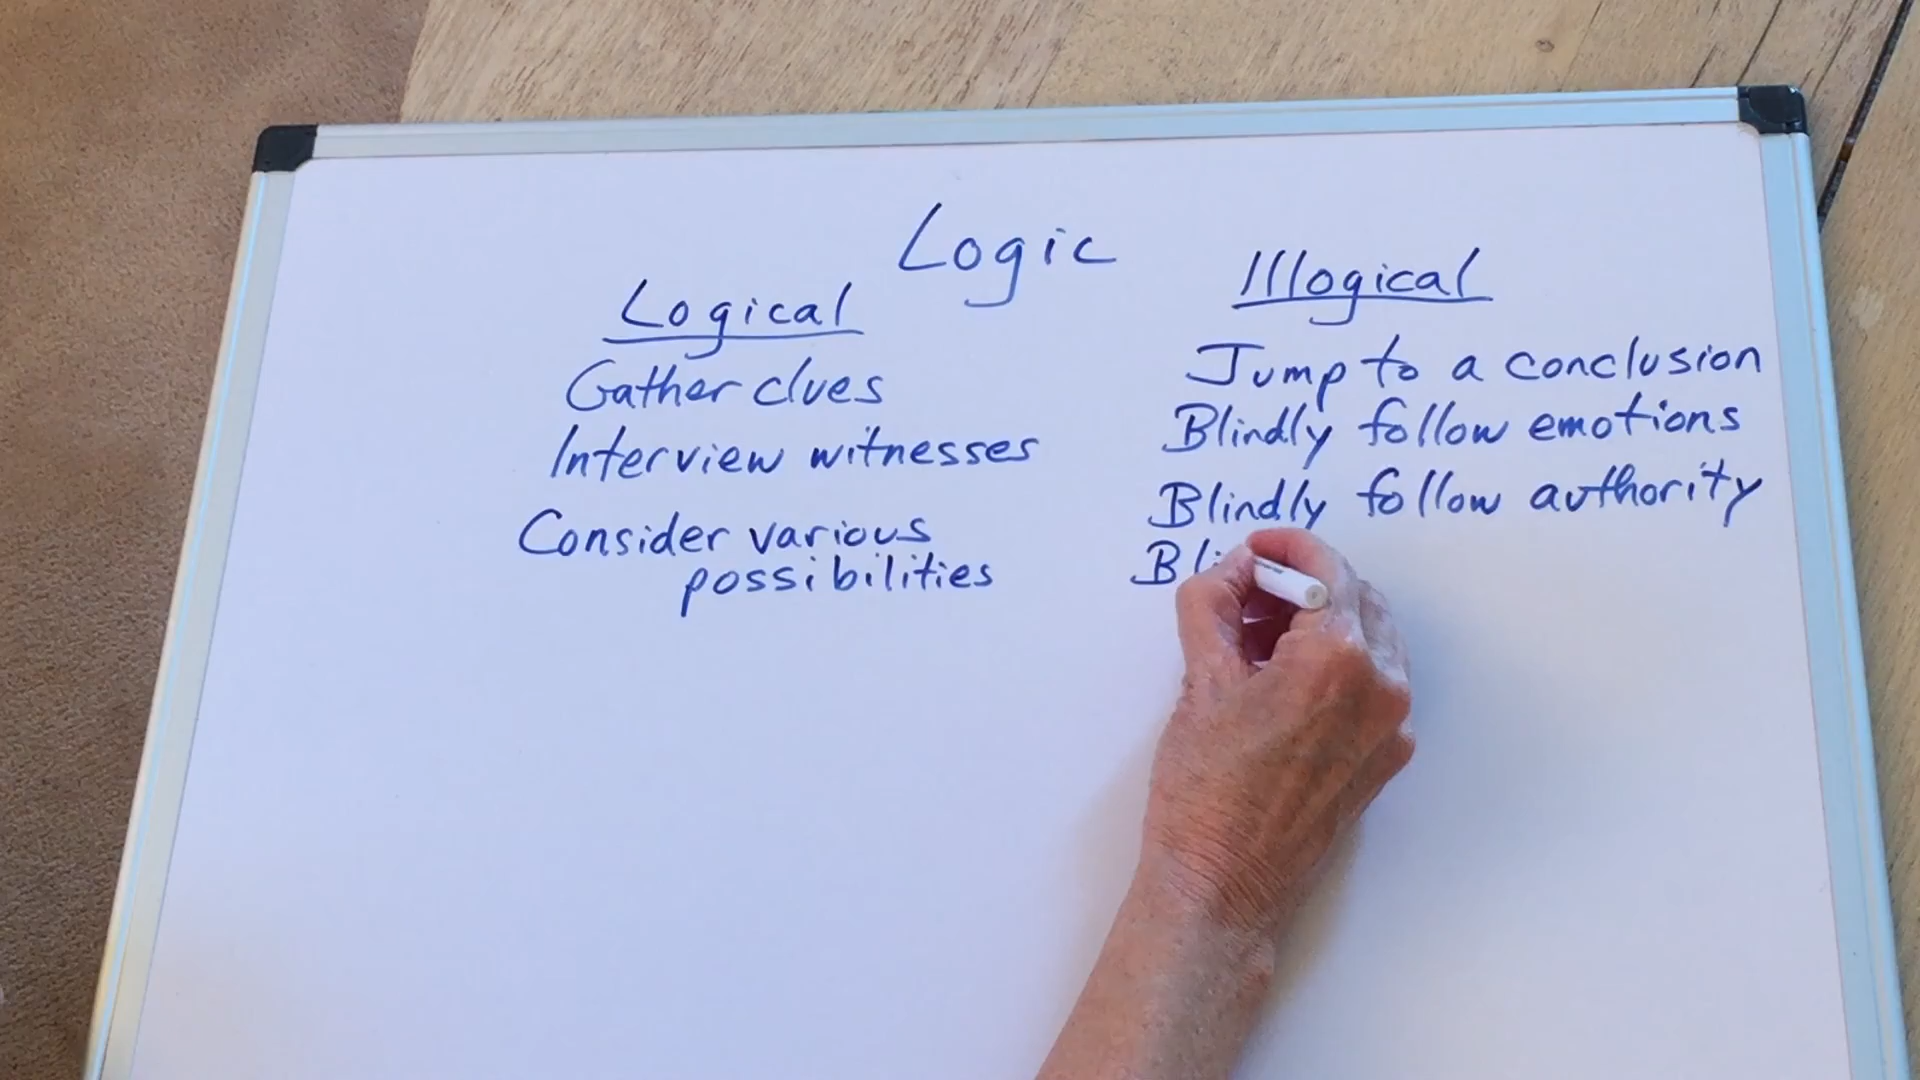 Logic
Logical
Gather clues
Interview witnesses
Consider various
possibilities
Illogical
Jump to a conclusion
Blindly follow emotions
Blindly follow authority
Bli